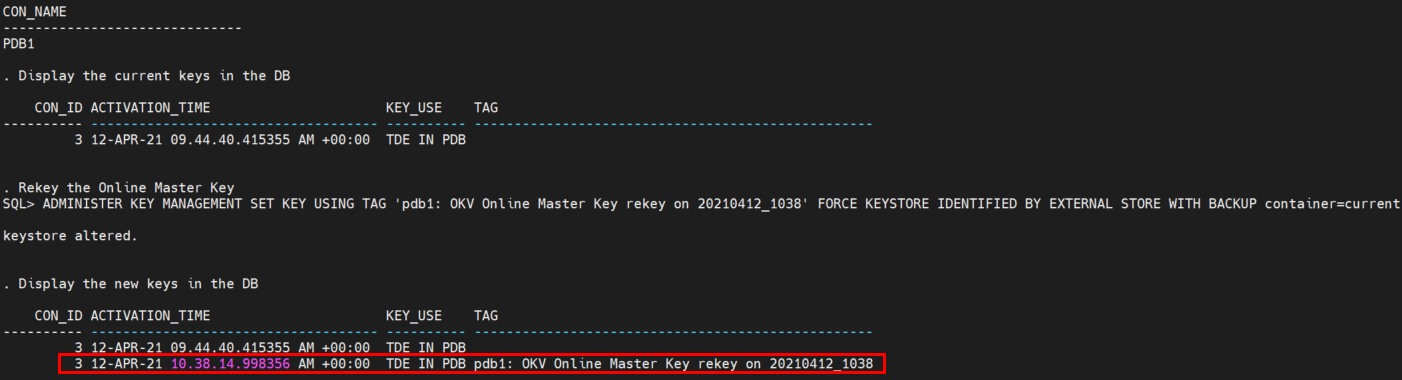 CON_NAME
------------------------------
PDB1
. Display the current keys in the DB
CON_ID ACTIVATION_TIME KEY_USE TAG
---------- ------------------------------------ ---------- --------------------------------------------------
3 12-APR-21 09.44.40.415355 AM +00:00 TDE IN PDB
. Rekey the Online Master Key
SQL> ADMINISTER KEY MANAGEMENT SET KEY USING TAG 'pdb1: OKV Online Master Key rekey on 20210412_1038' FORCE KEYSTORE IDENTIFIED BY EXTERNAL STORE WITH BACKUP container=current
keystore altered.
. Display the new keys in the DB
CON_ID ACTIVATION_TIME KEY_USE TAG
---------- ------------------------------------ ---------- --------------------------------------------------
3 12-APR-21 09.44.40.415355 AM +00:00 TDE IN PDB
3 12-APR-21 10.38.14.998356 AM +00:00 TDE IN PDB pdb1: OKV Online Master Key rekey on 20210412_1038